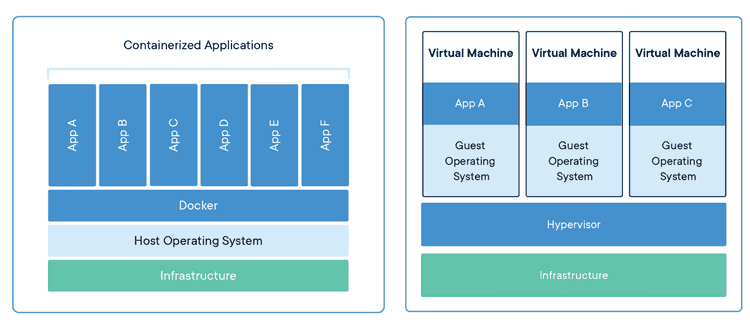 Containerized Applications
App A
App B
App C
App D
App E
App F
Docker
Host Operating System
Infrastructure
Virtual Machine
App A
Guest
Operating
System
Virtual Machine
App B
Guest
Operating
System
Virtual Machine
App C
Guest
Operating
System
Hypervisor
Infrastructure